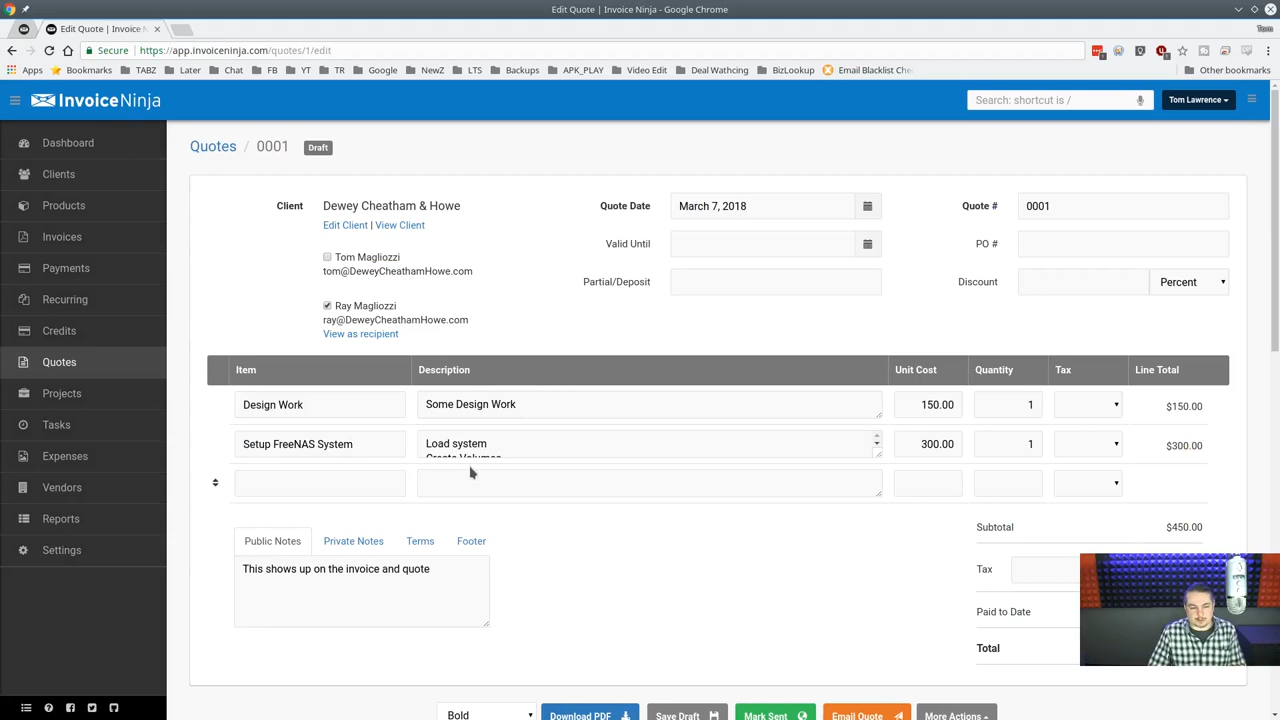 Edit Quote | Invoice Ninja - Google Chrome
Edit Quote | Invoice N
Tom
Secure
https://app.invoiceninja.com/quotes/1/edit
Apps
Bookmarks
TABZ
Later
Chat
FB
YT
TR
Google
NewZ
LTS
Backups
APK_PLAY
Video Edit
Deal Wathcing
BizLookup
Email Blacklist Che
Other bookmarks
InvoiceNinja
Search: shortcut is /
Tom Lawrence
Dashboard
Clients
Products
Invoices
Payments
Recurring
Credits
Quotes
Projects
Tasks
Expenses
Vendors
Reports
Settings
Quotes / 0001 Draft
Client
Dewey Cheatham & Howe
Edit Client | View Client
Tom Magliozzi
tom@DeweyCheathamHowe.com
Ray Magliozzi
ray@DeweyCheathamHowe.com
View as recipient
Quote Date March 7, 2018
Valid Until
Partial/Deposit
Quote # 0001
PO #
Discount Percent
Item Description Unit Cost Quantity Tax Line Total
Design Work Some Design Work 150.00 1 $150.00
Setup FreeNAS System Load system 300.00 1 $300.00
Create Volumes
Public Notes Private Notes Terms Footer
This shows up on the invoice and quote
Subtotal $450.00
Tax
Paid to Date
Total
Bold
Download PDF
Save Draft
Mark Sent
Email Quote
More Actions